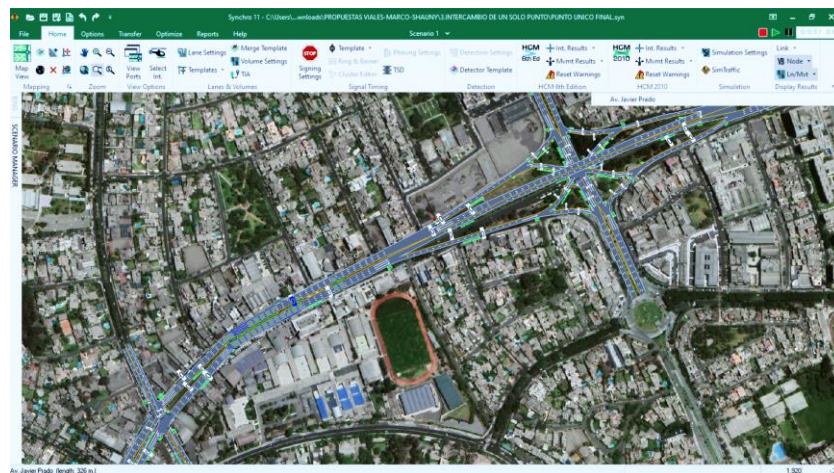 Synchro 11 - C:\Users\...ownloads\PROPUESTAS VIALES-MARCO-SHAUNY\3.INTERCAMBIO DE UN SOLO PUNTO\PUNTO UNICO FINAL.syn
File Home Options Transfer Optimize Reports Help
Scenario 1
Map View
Mapping
Zoom
View Ports
Select Int.
View Options
Lane Settings
Templates
Merge Template
Volume Settings
TIA
Lanes & Volumes
STOP
Signing Settings
Template
Ring & Barrier
Cluster Editor
Phasing Settings
TSD
Signal Timing
Detection Settings
Detector Template
Detection
HCM 6th Ed
Int. Results
Mvmt Results
Reset Warnings
HCM 6th Edition
HCM 2010
Int. Results
Mvmt Results
Reset Warnings
HCM 2010
Simulation Settings
SimTraffic
Simulation
Link
Node
Ln/Mvt
Display Results
Av. Javier Prado
SCENARIO MANAGER
Av. Javier Prado (length: 326 m.)
1.920